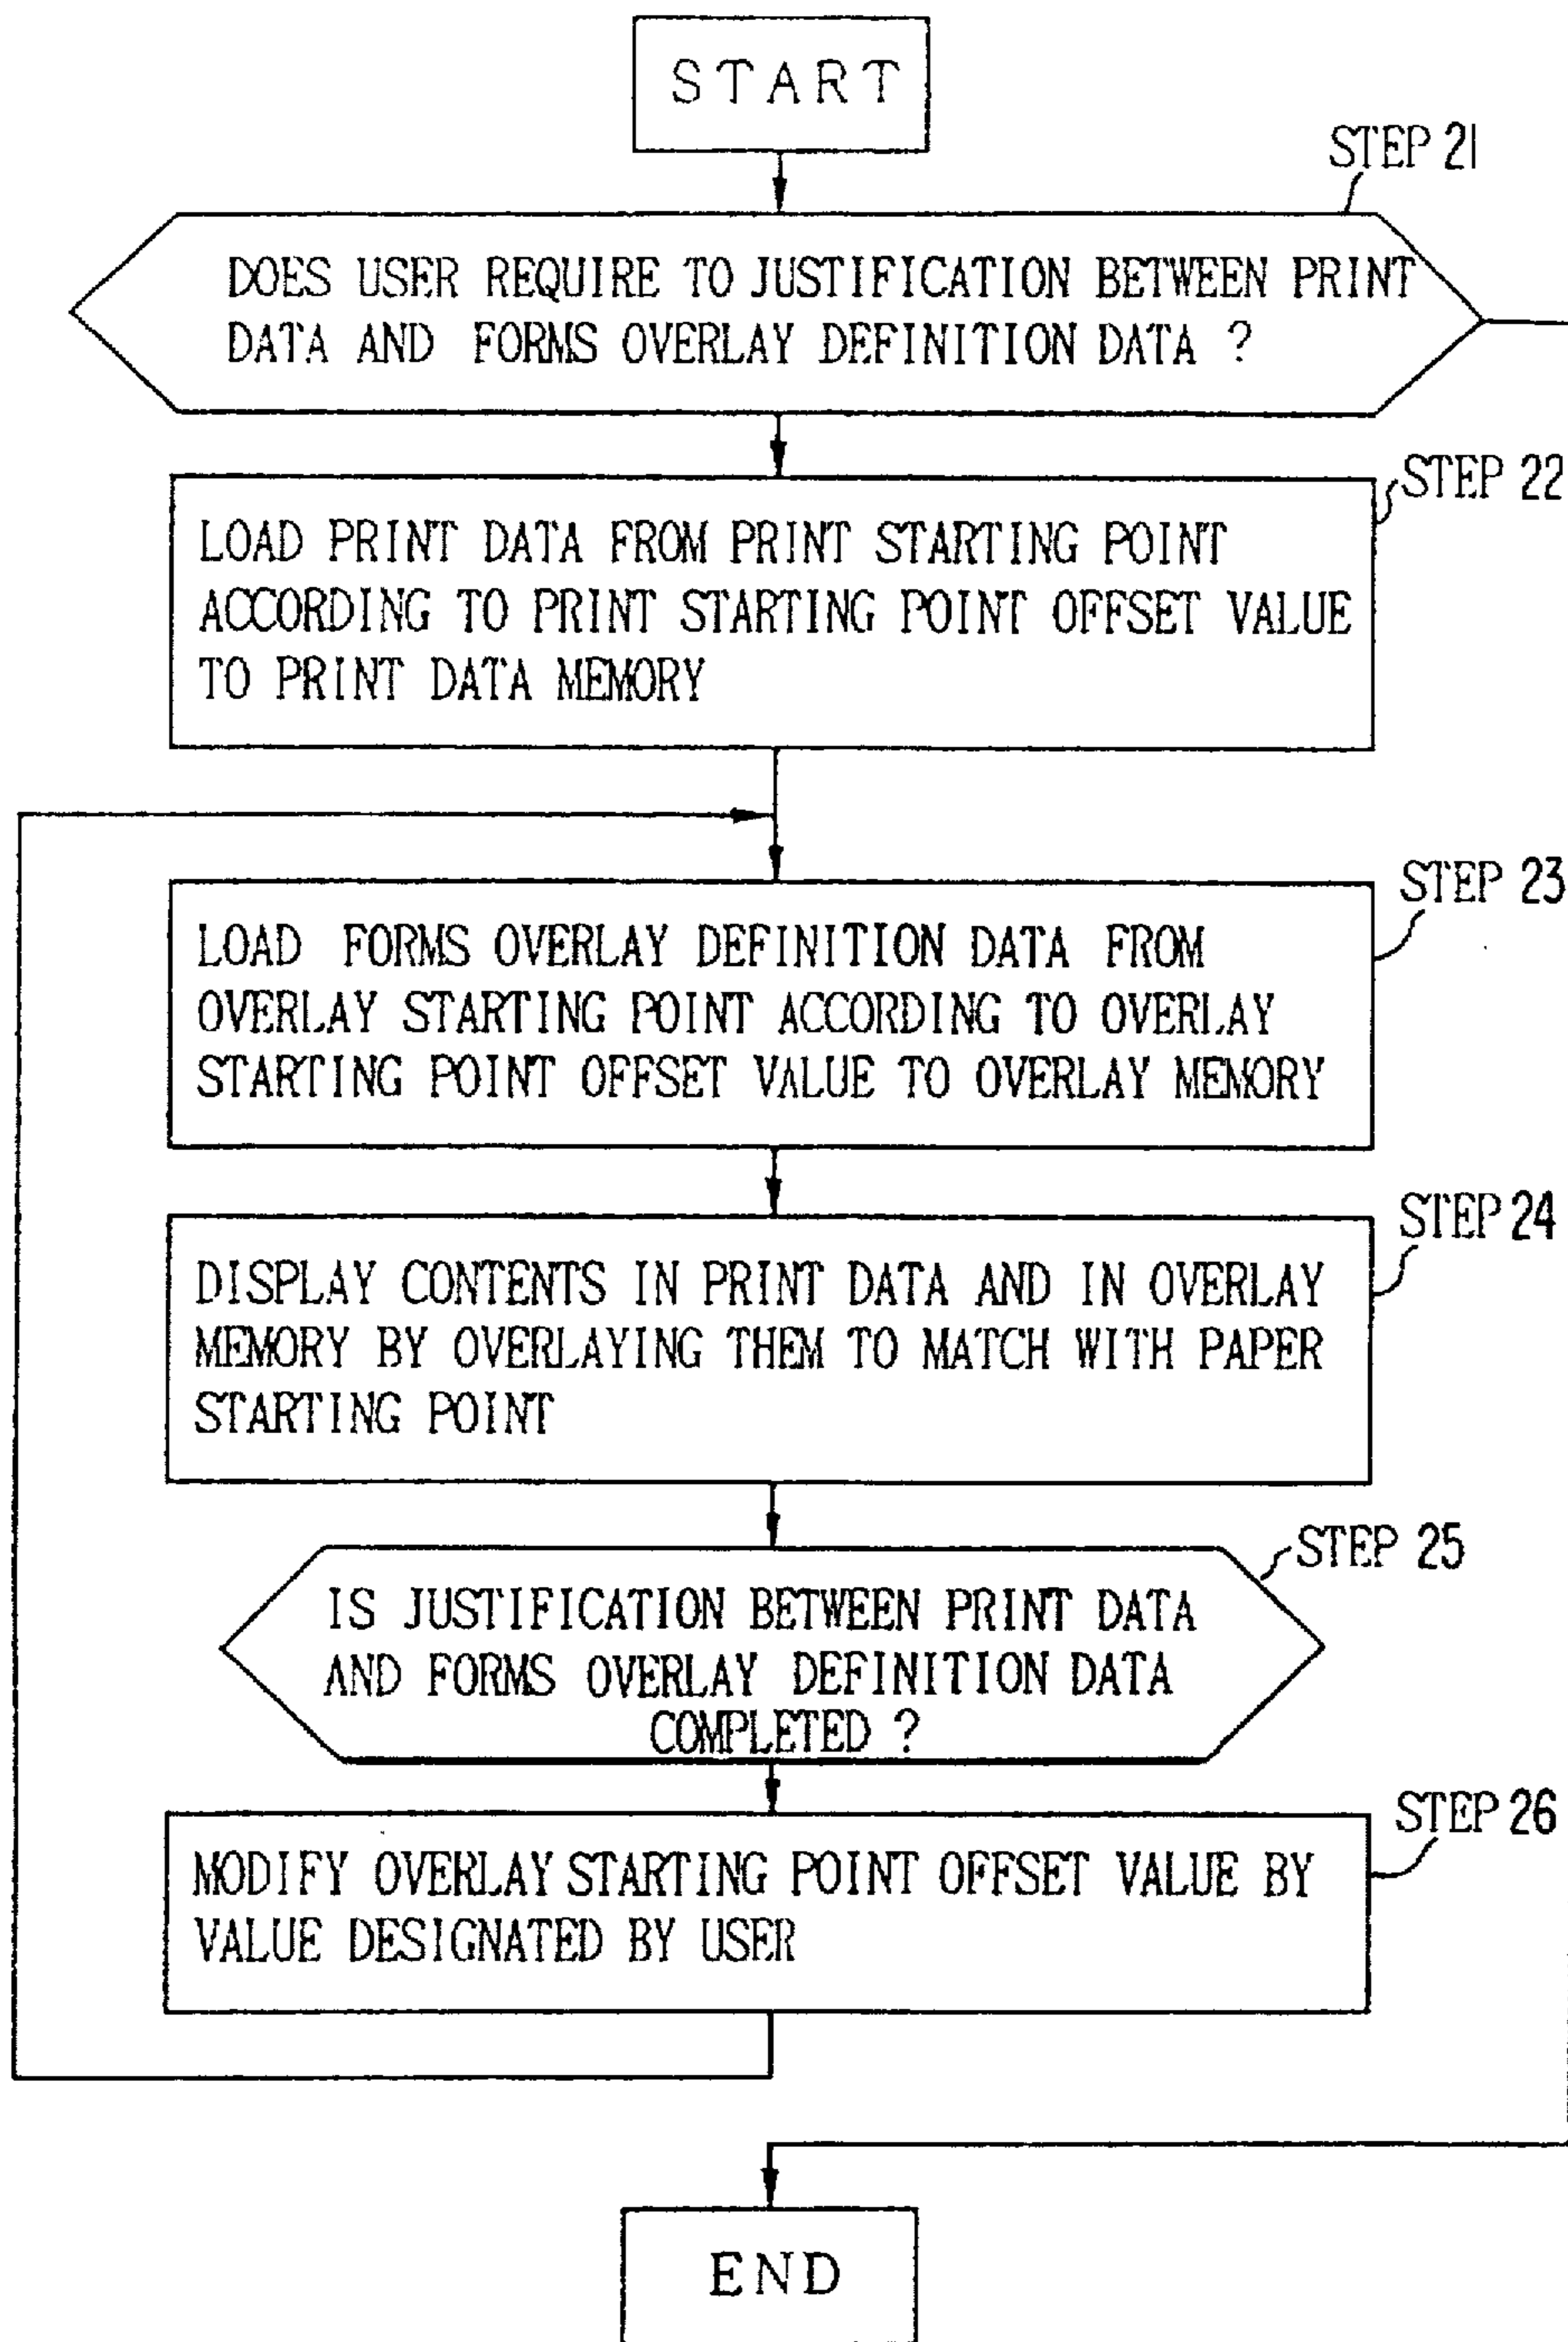 START
STEP 21
DOES USER REQUIRE TO JUSTIFICATION BETWEEN PRINT
DATA AND FORMS OVERLAY DEFINITION DATA ?
STEP 22
LOAD PRINT DATA FROM PRINT STARTING POINT
ACCORDING TO PRINT STARTING POINT OFFSET VALUE
TO PRINT DATA MEMORY
STEP 23
LOAD FORMS OVERLAY DEFINITION DATA FROM
OVERLAY STARTING POINT ACCORDING TO OVERLAY
STARTING POINT OFFSET VALUE TO OVERLAY MEMORY
STEP 24
DISPLAY CONTENTS IN PRINT DATA AND IN OVERLAY
MEMORY BY OVERLAYING THEM TO MATCH WITH PAPER
STARTING POINT
STEP 25
IS JUSTIFICATION BETWEEN PRINT DATA
AND FORMS OVERLAY DEFINITION DATA
COMPLETED ?
STEP 26
MODIFY OVERLAY STARTING POINT OFFSET VALUE BY
VALUE DESIGNATED BY USER
END